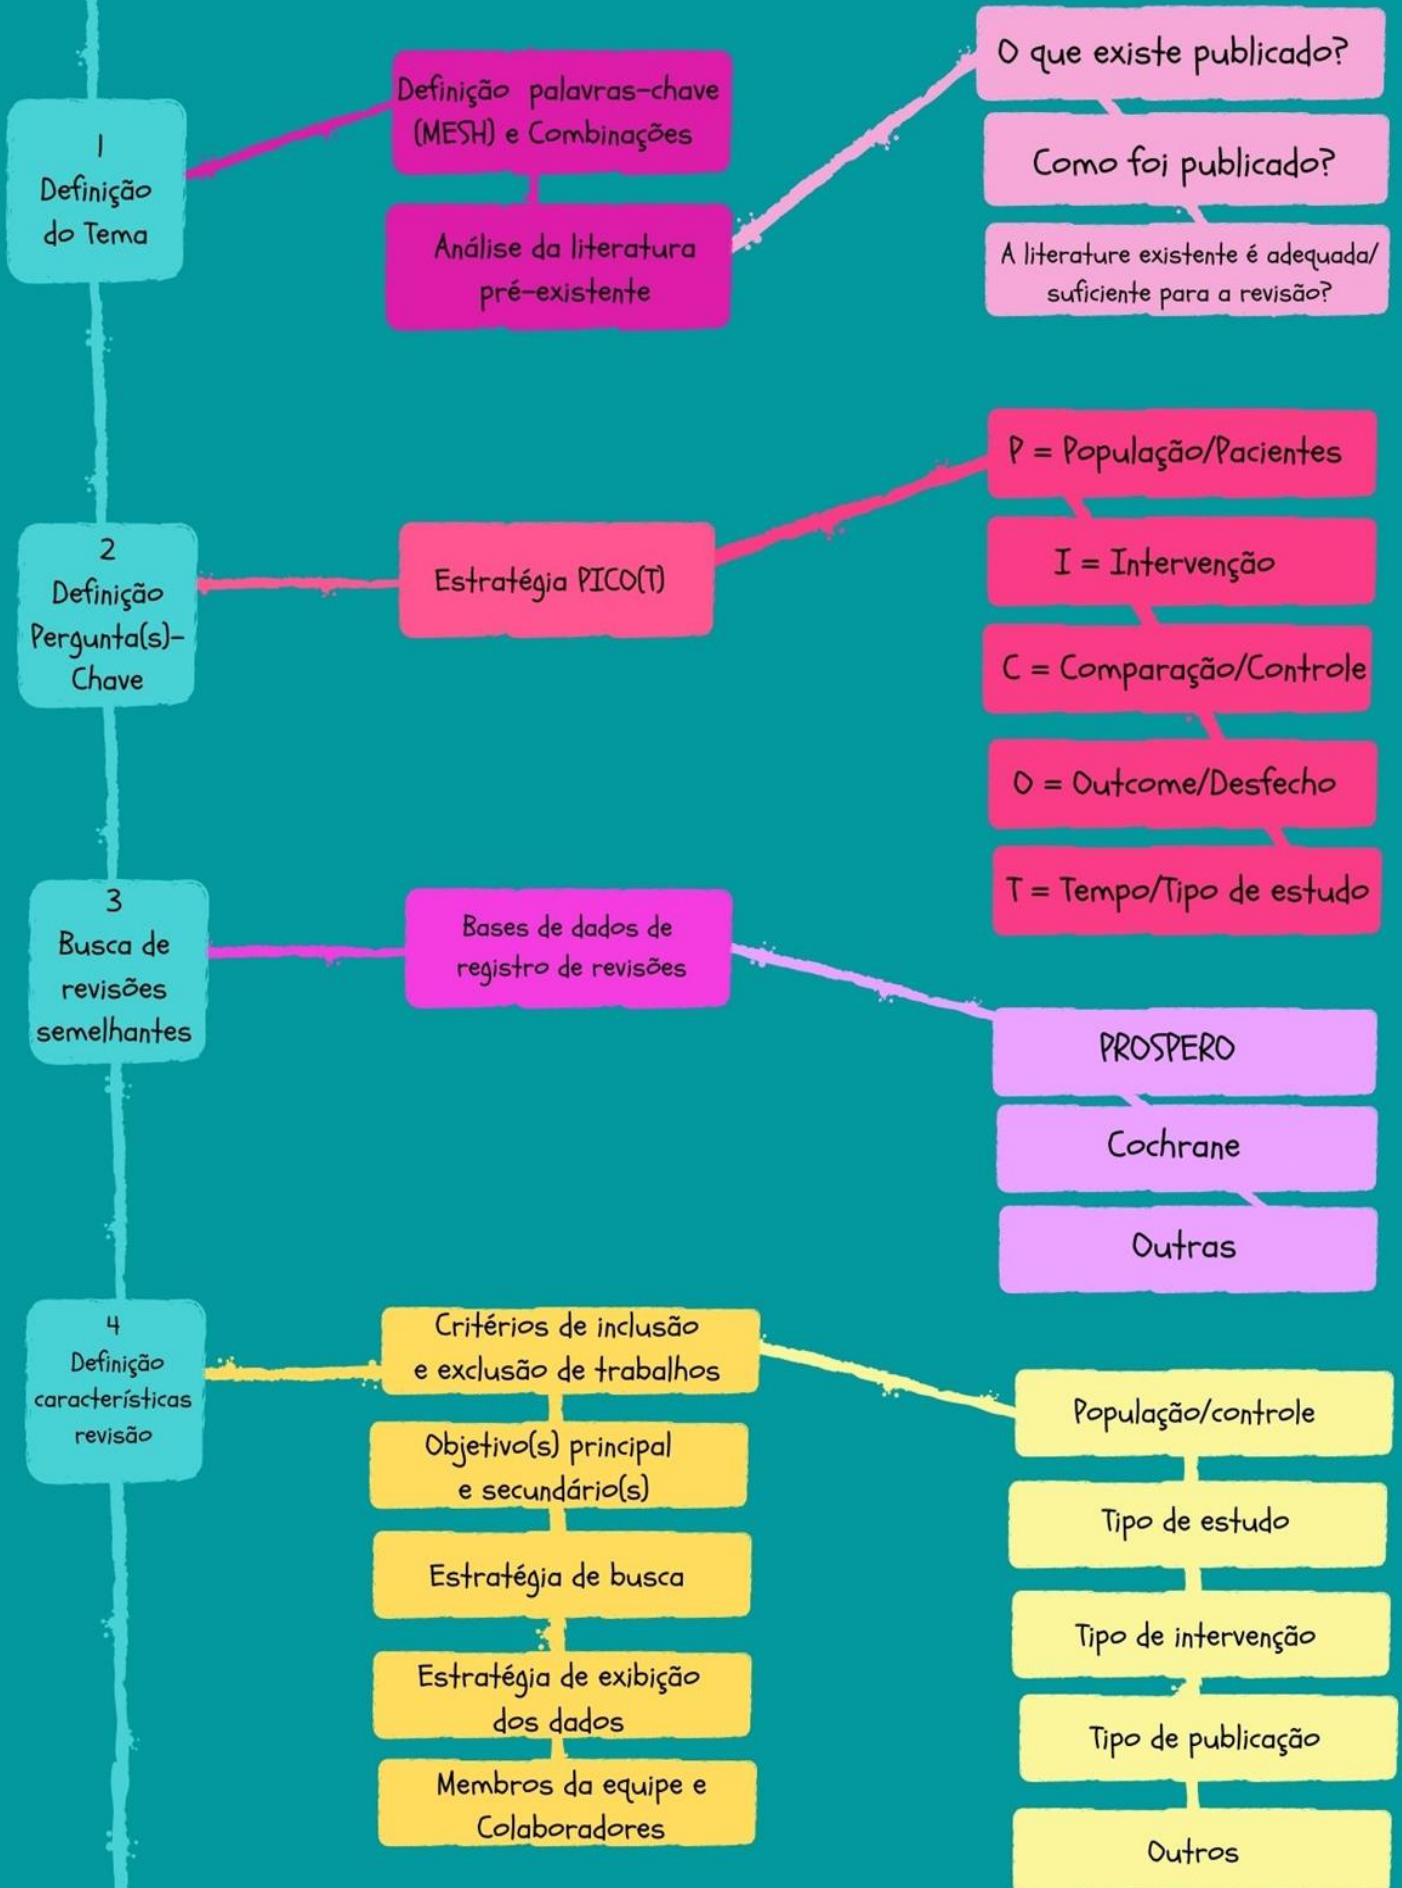 1
Definição
do Tema
Definição palavras-chave
(MESH) e Combinações
Análise da literatura
pré-existente
O que existe publicado?
Como foi publicado?
A literature existente é adequada/
suficiente para a revisão?
2
Definição
Pergunta(s)-
Chave
Estratégia PICO(T)
P = População/Pacientes
I = Intervenção
C = Comparação/Controle
O = Outcome/Desfecho
T = Tempo/Tipo de estudo
3
Busca de
revisões
semelhantes
Bases de dados de
registro de revisões
PROSPERO
Cochrane
Outras
4
Definição
características
revisão
Critérios de inclusão
e exclusão de trabalhos
Objetivo(s) principal
e secundário(s)
Estratégia de busca
Estratégia de exibição
dos dados
Membros da equipe e
Colaboradores
População/controle
Tipo de estudo
Tipo de intervenção
Tipo de publicação
Outros